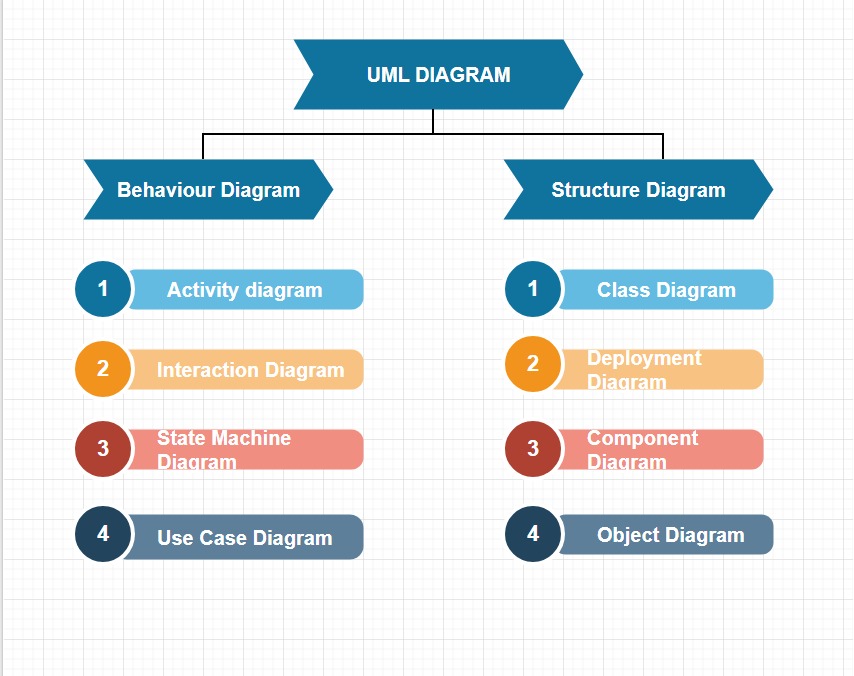 UML DIAGRAM
Behaviour Diagram
1
Activity diagram
2
Interaction Diagram
3
State Machine
Diagram
4
Use Case Diagram
Structure Diagram
1
Class Diagram
2
Deployment
Diagram
3
Component
Diagram
4
Object Diagram